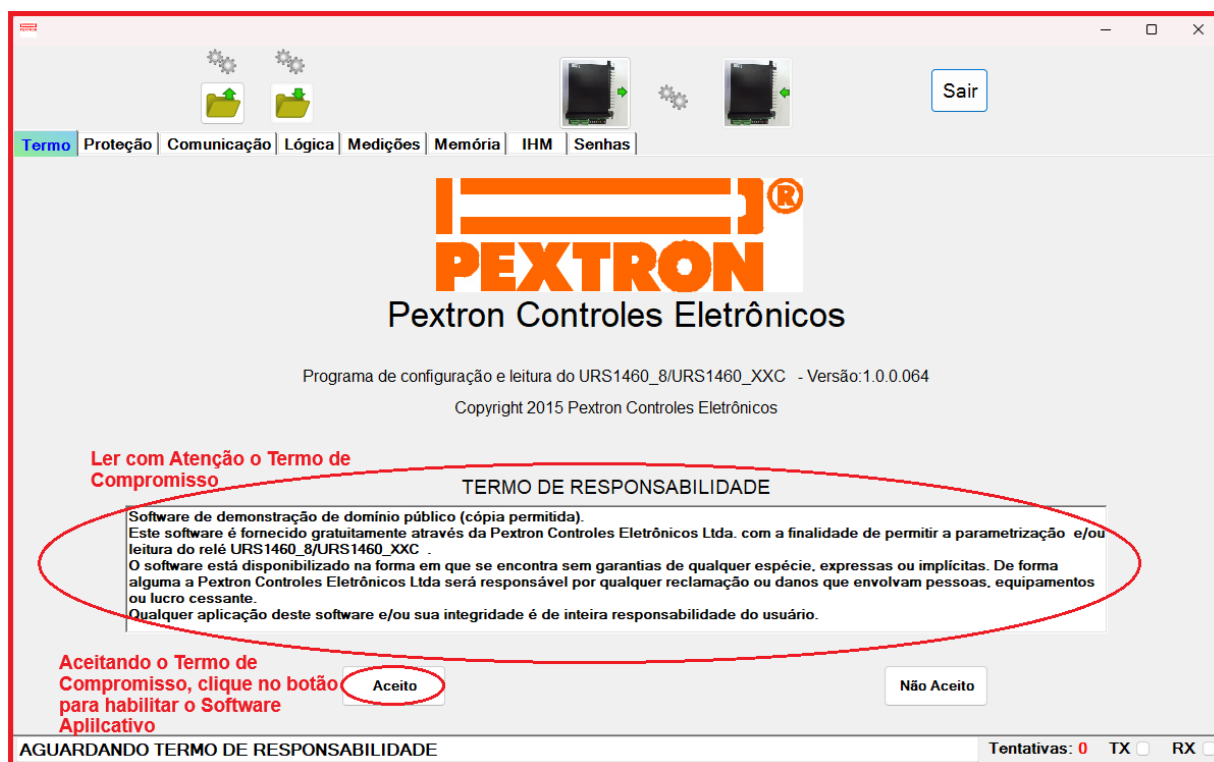 Sair
Termo Proteção Comunicação Lógica Medições Memória IHM Senhas
®
PEXTRON
Pextron Controles Eletrônicos
Programa de configuração e leitura do URS1460_8/URS1460_XXC - Versão:1.0.0.064
Copyright 2015 Pextron Controles Eletrônicos
Ler com Atenção o Termo de
Compromisso
TERMO DE RESPONSABILIDADE
Software de demonstração de domínio público (cópia permitida).
Este software é fornecido gratuitamente através da Pextron Controles Eletrônicos Ltda. com a finalidade de permitir a parametrização e/ou
leitura do relé URS1460_8/URS1460_XXC .
O software está disponibilizado na forma em que se encontra sem garantias de qualquer espécie, expressas ou implícitas. De forma
alguma a Pextron Controles Eletrônicos Ltda será responsável por qualquer reclamação ou danos que envolvam pessoas, equipamentos
ou lucro cessante.
Qualquer aplicação deste software e/ou sua integridade é de inteira responsabilidade do usuário.
Aceitando o Termo de
Compromisso, clique no botão
para habilitar o Software
Aplilcativo
Aceito
Não Aceito
AGUARDANDO TERMO DE RESPONSABILIDADE
Tentativas: 0 TX RX